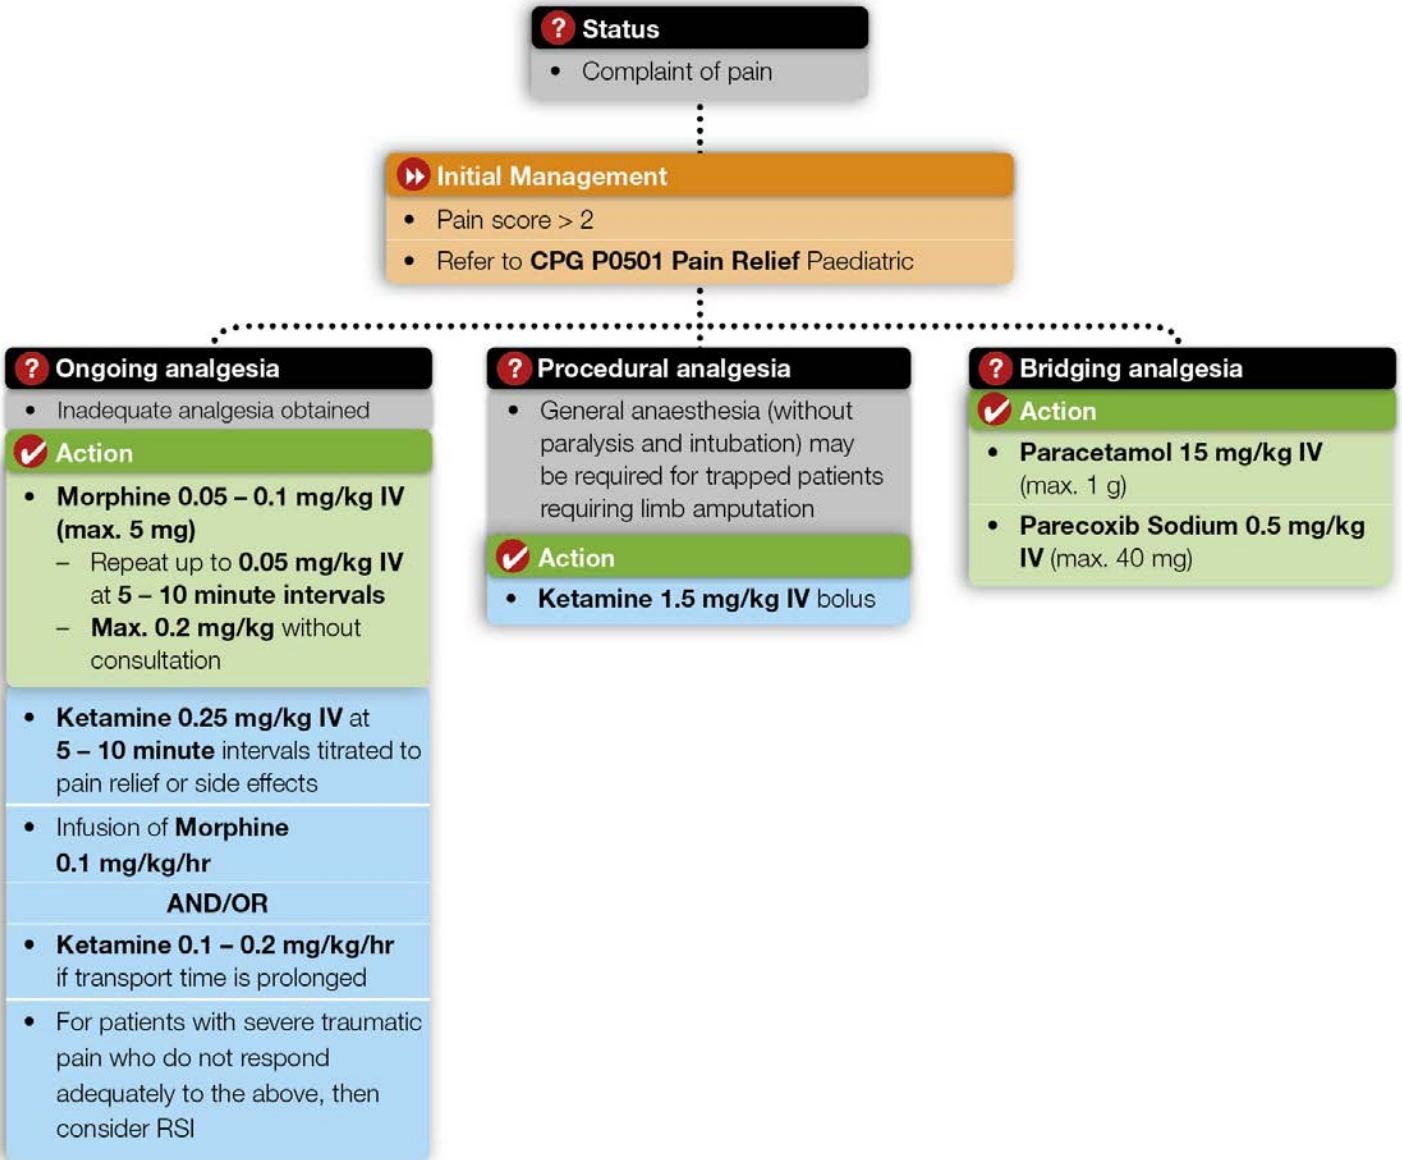 ? Status
• Complaint of pain
Initial Management
• Pain score > 2
• Refer to CPG P0501 Pain Relief Paediatric
? Ongoing analgesia
• Inadequate analgesia obtained
Action
• Morphine 0.05 – 0.1 mg/kg IV
(max. 5 mg)
– Repeat up to 0.05 mg/kg IV
at 5 – 10 minute intervals
– Max. 0.2 mg/kg without
consultation
• Ketamine 0.25 mg/kg IV at
5 – 10 minute intervals titrated to
pain relief or side effects
• Infusion of Morphine
0.1 mg/kg/hr
AND/OR
• Ketamine 0.1 – 0.2 mg/kg/hr
if transport time is prolonged
• For patients with severe traumatic
pain who do not respond
adequately to the above, then
consider RSI
? Procedural analgesia
• General anaesthesia (without
paralysis and intubation) may
be required for trapped patients
requiring limb amputation
Action
• Ketamine 1.5 mg/kg IV bolus
? Bridging analgesia
Action
• Paracetamol 15 mg/kg IV
(max. 1 g)
• Parecoxib Sodium 0.5 mg/kg
IV (max. 40 mg)